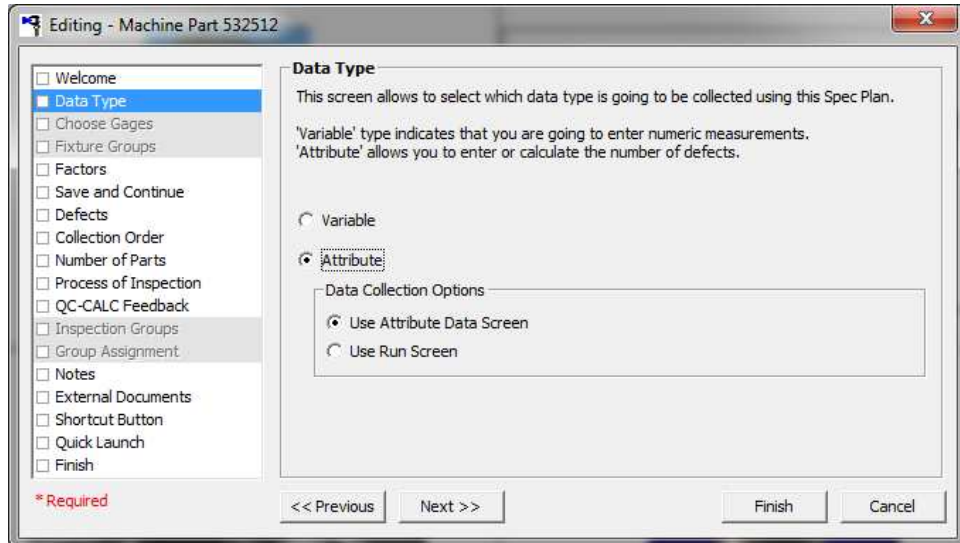 Editing - Machine Part 532512
Welcome
Data Type
Choose Gages
Fixture Groups
Factors
Save and Continue
Defects
Collection Order
Number of Parts
Process of Inspection
QC-CALC Feedback
Inspection Groups
Group Assignment
Notes
External Documents
Shortcut Button
Quick Launch
Finish
* Required
Data Type
This screen allows to select which data type is going to be collected using this Spec Plan.
'Variable' type indicates that you are going to enter numeric measurements.
'Attribute' allows you to enter or calculate the number of defects.
Variable
Attribute
Data Collection Options
Use Attribute Data Screen
Use Run Screen
<< Previous
Next >>
Finish
Cancel